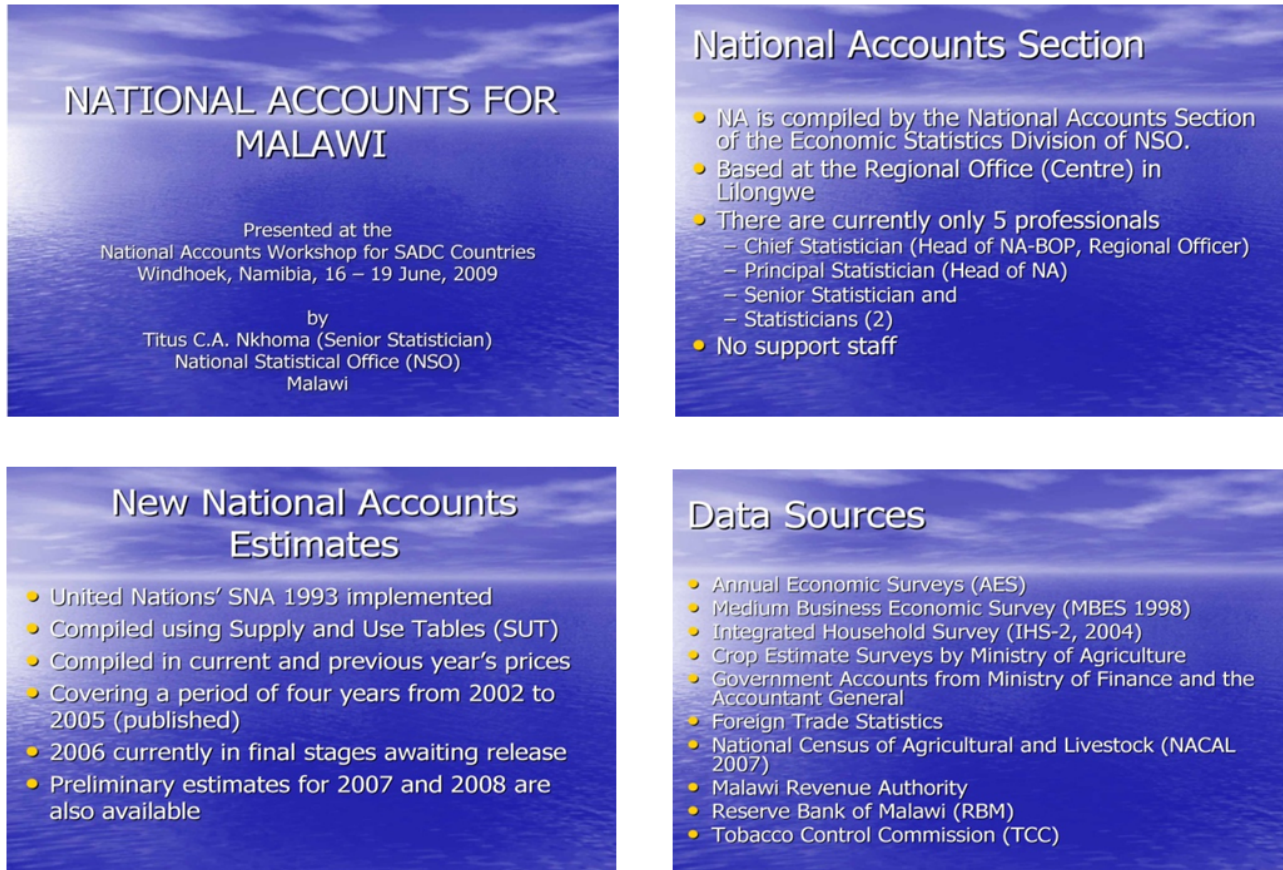 NATIONAL ACCOUNTS FOR
MALAWI
Presented at the
National Accounts Workshop for SADC Countries
Windhoek, Namibia, 16 – 19 June, 2009
by
Titus C.A. Nkhoma (Senior Statistician)
National Statistical Office (NSO)
Malawi
National Accounts Section
• NA is compiled by the National Accounts Section
of the Economic Statistics Division of NSO.
• Based at the Regional Office (Centre) in
Lilongwe
• There are currently only 5 professionals
– Chief Statistician (Head of NA-BOP, Regional Officer)
– Principal Statistician (Head of NA)
– Senior Statistician and
– Statisticians (2)
• No support staff
New National Accounts
Estimates
• United Nations' SNA 1993 implemented
• Compiled using Supply and Use Tables (SUT)
• Compiled in current and previous year's prices
• Covering a period of four years from 2002 to
2005 (published)
• 2006 currently in final stages awaiting release
• Preliminary estimates for 2007 and 2008 are
also available
Data Sources
• Annual Economic Surveys (AES)
• Medium Business Economic Survey (MBES 1998)
• Integrated Household Survey (IHS-2, 2004)
• Crop Estimate Surveys by Ministry of Agriculture
• Government Accounts from Ministry of Finance and the
Accountant General
• Foreign Trade Statistics
• National Census of Agricultural and Livestock (NACAL
2007)
• Malawi Revenue Authority
• Reserve Bank of Malawi (RBM)
• Tobacco Control Commission (TCC)